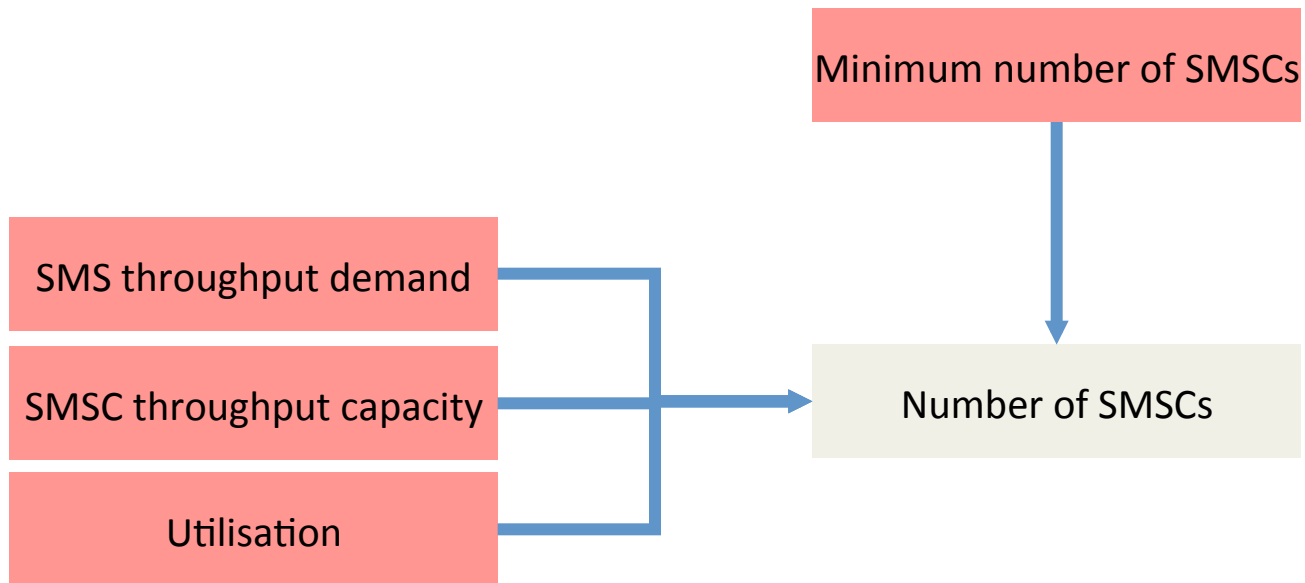 Minimum number of SMSCs
SMS throughput demand
SMSC throughput capacity
Number of SMSCs
Utilisation